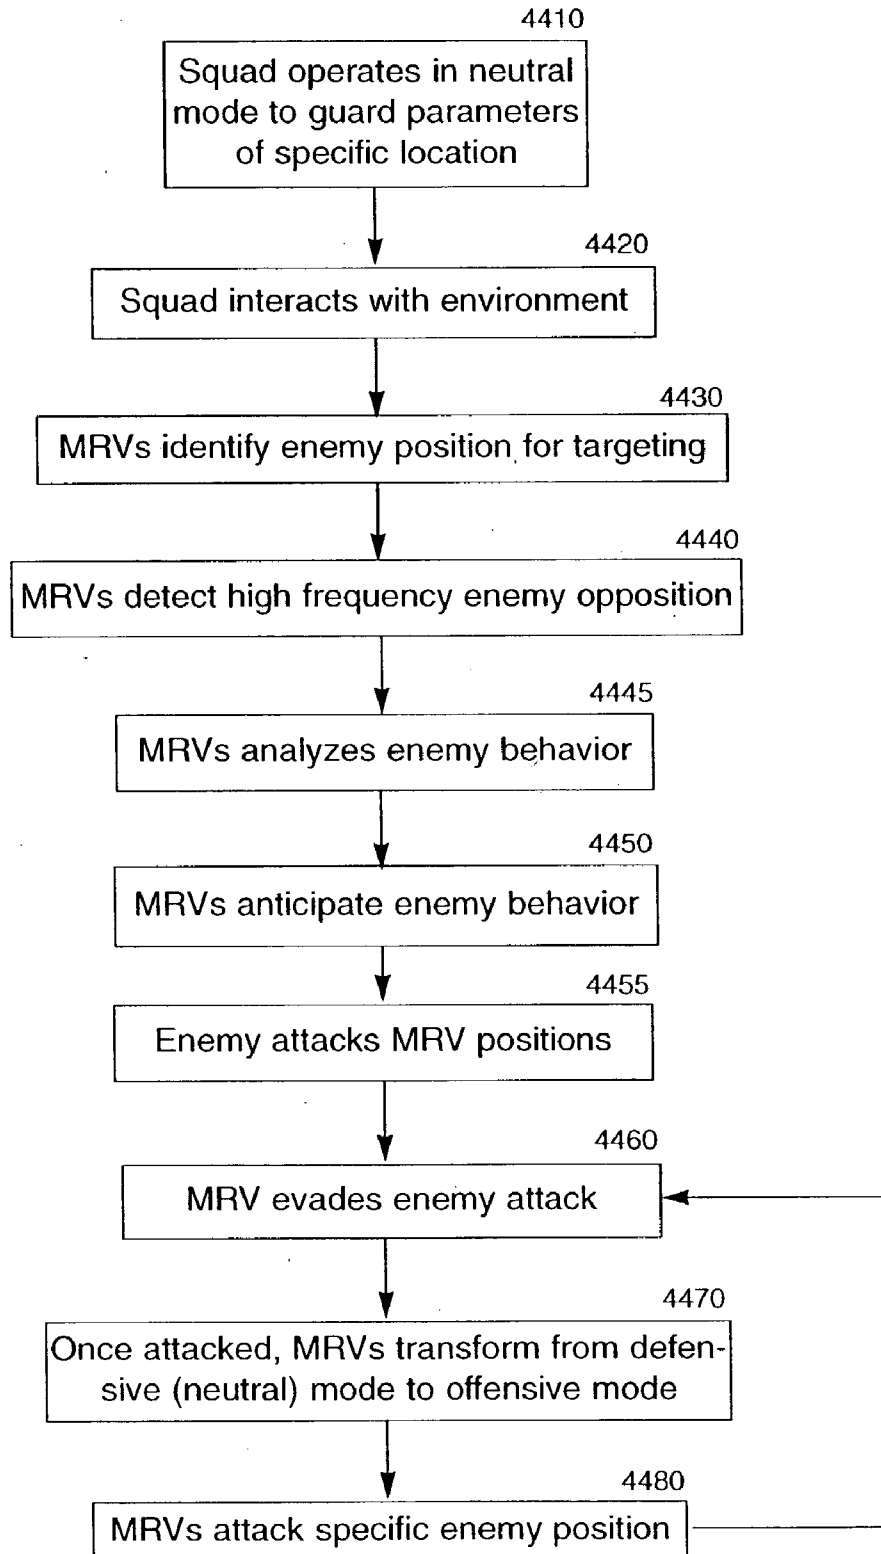 4410
Squad operates in neutral
mode to guard parameters
of specific location
4420
Squad interacts with environment
4430
MRVs identify enemy position for targeting
4440
MRVs detect high frequency enemy opposition
4445
MRVs analyzes enemy behavior
4450
MRVs anticipate enemy behavior
4455
Enemy attacks MRV positions
4460
MRV evades enemy attack
4470
Once attacked, MRVs transform from defen-
sive (neutral) mode to offensive mode
4480
MRVs attack specific enemy position